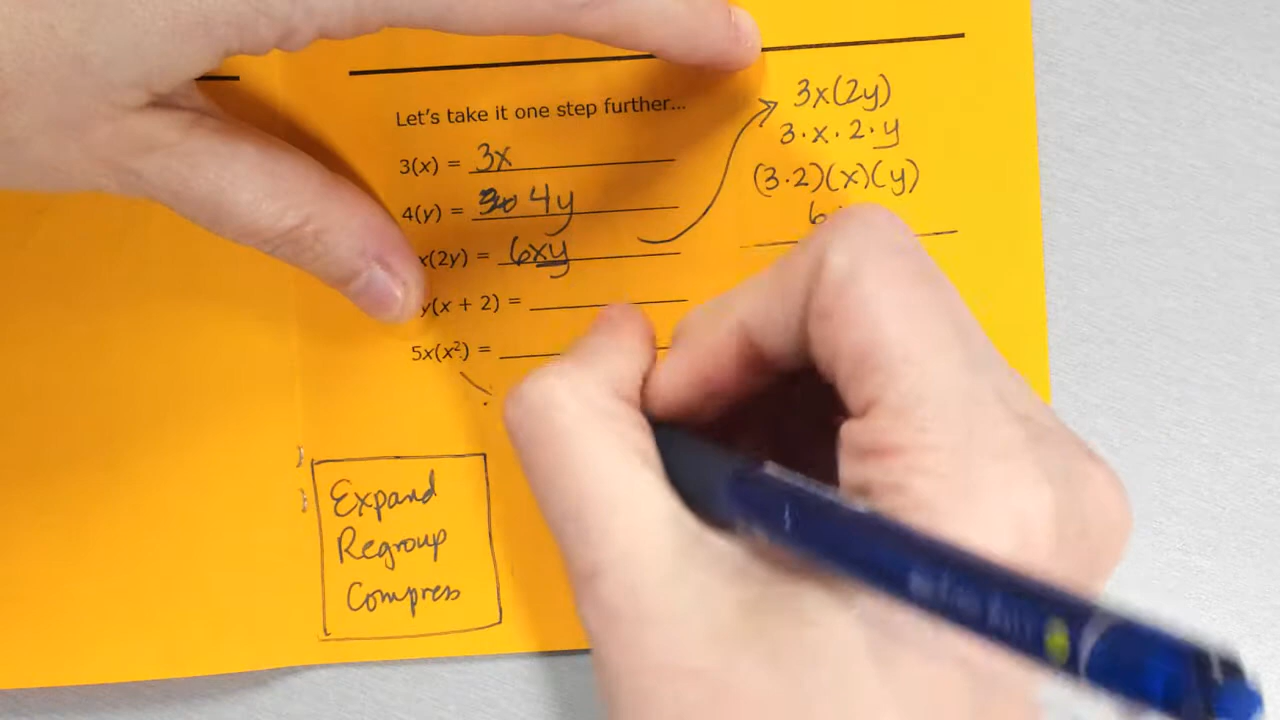 Let's take it one step further...
3(x) = 3x
4(y) = 4y
x(2y) = 6xy
y(x + 2) =
5x(x²) =
3x(2y)
3·x·2·y
(3·2)(x)(y)
6
Expand
Regroup
Compress